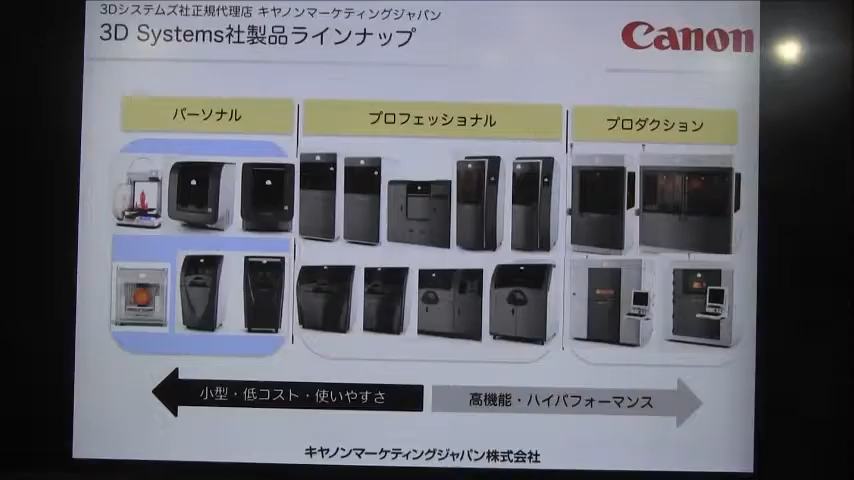 3Dシステムズ社正規代理店 キヤノンマーケティングジャパン
3D Systems社製品ラインナップ
Canon
パーソナル
プロフェッショナル
プロダクション
小型・低コスト・使いやすさ
高機能・ハイパフォーマンス
キヤノンマーケティングジャパン株式会社